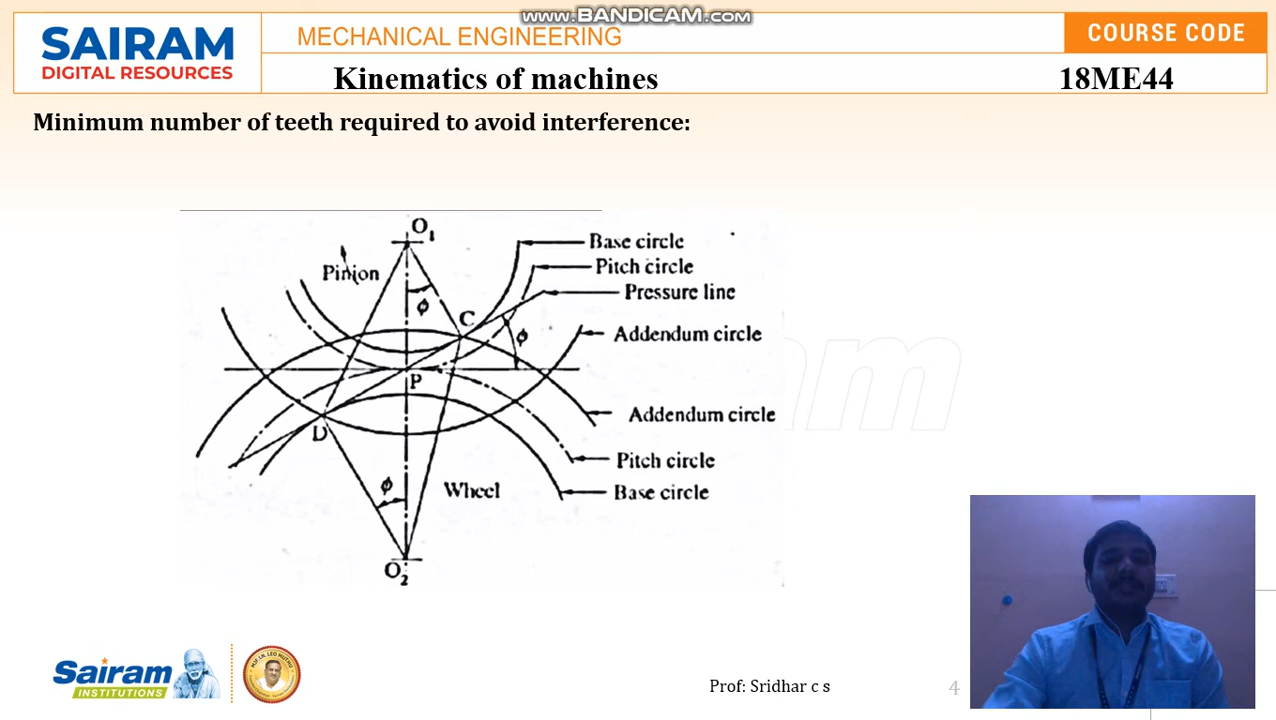 www.BANDICAM.com
SAIRAM
DIGITAL RESOURCES
MECHANICAL ENGINEERING
COURSE CODE
Kinematics of machines
18ME44
Minimum number of teeth required to avoid interference:
O1
Base circle
Pinion
Pitch circle
ϕ
Pressure line
C
ϕ
Addendum circle
P
Addendum circle
D
Pitch circle
ϕ
Wheel
Base circle
O2
am
Sairam
INSTITUTIONS
Prof: Sridhar c s
4